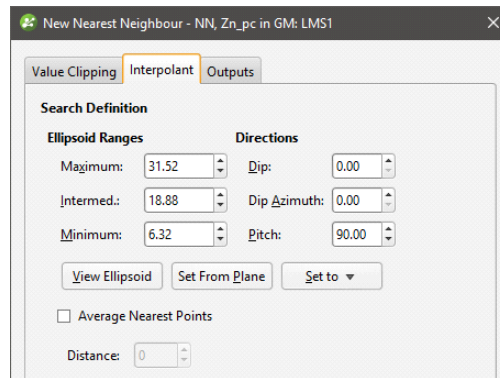 New Nearest Neighbour - NN, Zn_pc in GM: LMS1
Value Clipping Interpolant Outputs
Search Definition
Ellipsoid Ranges Directions
Maximum: 31.52 Dip: 0.00
Intermed.: 18.88 Dip Azimuth: 0.00
Minimum: 6.32 Pitch: 90.00
View Ellipsoid Set From Plane Set to
Average Nearest Points
Distance: 0